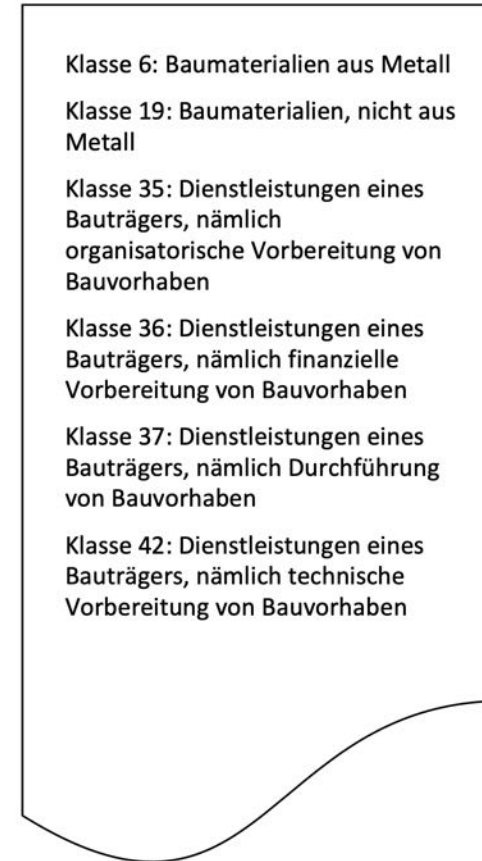 Klasse 6: Baumaterialien aus Metall
Klasse 19: Baumaterialien, nicht aus
Metall
Klasse 35: Dienstleistungen eines
Bauträgers, nämlich
organisatorische Vorbereitung von
Bauvorhaben
Klasse 36: Dienstleistungen eines
Bauträgers, nämlich finanzielle
Vorbereitung von Bauvorhaben
Klasse 37: Dienstleistungen eines
Bauträgers, nämlich Durchführung
von Bauvorhaben
Klasse 42: Dienstleistungen eines
Bauträgers, nämlich technische
Vorbereitung von Bauvorhaben